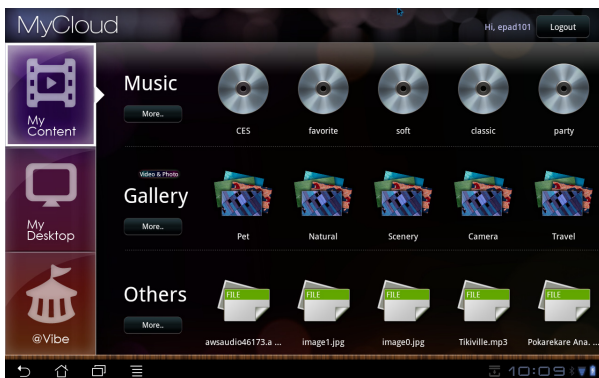 MyCloud
Hi, epad101 Logout
My
Content
Music
More..
CES favorite soft classic party
My
Desktop
Video & Photo
Gallery
More..
Pet Natural Scenery Camera Travel
@Vibe
Others
More..
FILE FILE FILE FILE FILE
awsaudio46173.a ... image1.jpg image0.jpg Tikiville.mp3 Pokarekare Ana. ...
10:09